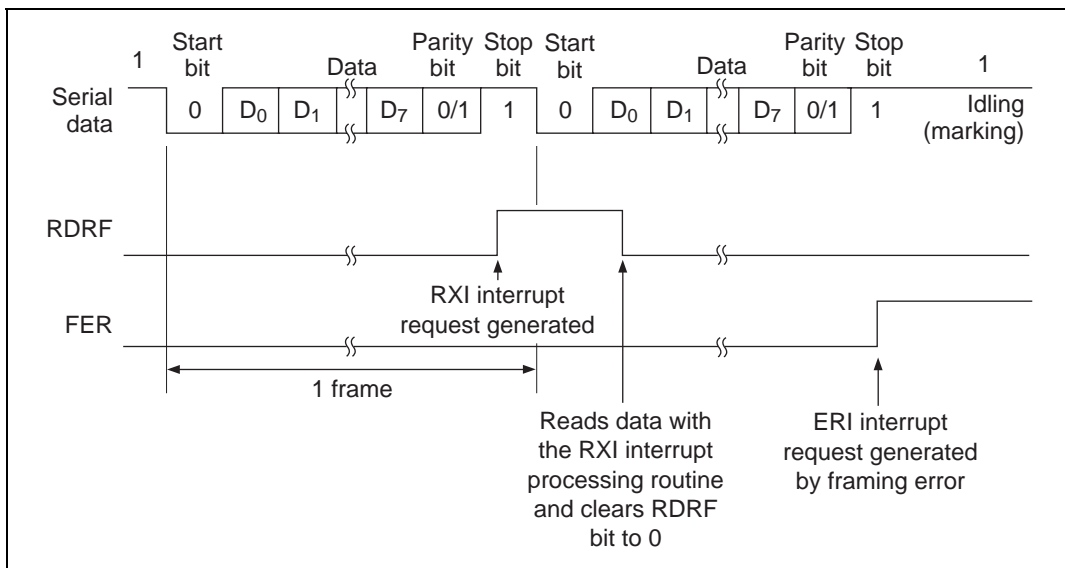 Start bit Parity bit Stop bit Start bit Parity bit Stop bit
1 Data Data 1
Serial data 0 D0 D1 D7 0/1 1 0 D0 D1 D7 0/1 1 Idling (marking)
RDRF
RXI interrupt
request generated
FER
1 frame
Reads data with
the RXI interrupt
processing routine
and clears RDRF
bit to 0
ERI interrupt
request generated
by framing error